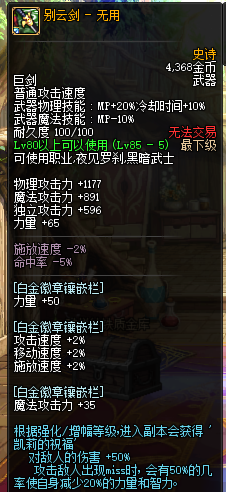 别云剑 - 无用
史诗
4,368金币
巨剑 武器
普通攻击速度
武器物理技能：MP+20%冷却时间+10%
武器魔法技能：MP-10%
耐久度 100/100 无法交易
Lv80以上可以使用 (Lv85 - 5) 最下级
可使用职业.夜见罗刹.黑暗武士
物理攻击力 +1177
魔法攻击力 +891
独立攻击力 +596
力量 +65
施放速度 -2%
命中率 -5%
[白金徽章镶嵌栏]
力量 +50
[白金徽章镶嵌栏]
攻击速度 +2%
移动速度 +2%
施放速度 +2%
[白金徽章镶嵌栏]
魔法攻击力 +35
根据强化/增幅等级,进入副本会获得 '
凯莉的祝福'
对敌人的伤害 +50%
攻击敌人出现miss时, 会有50%的几
率使自身减少20%的力量和智力。